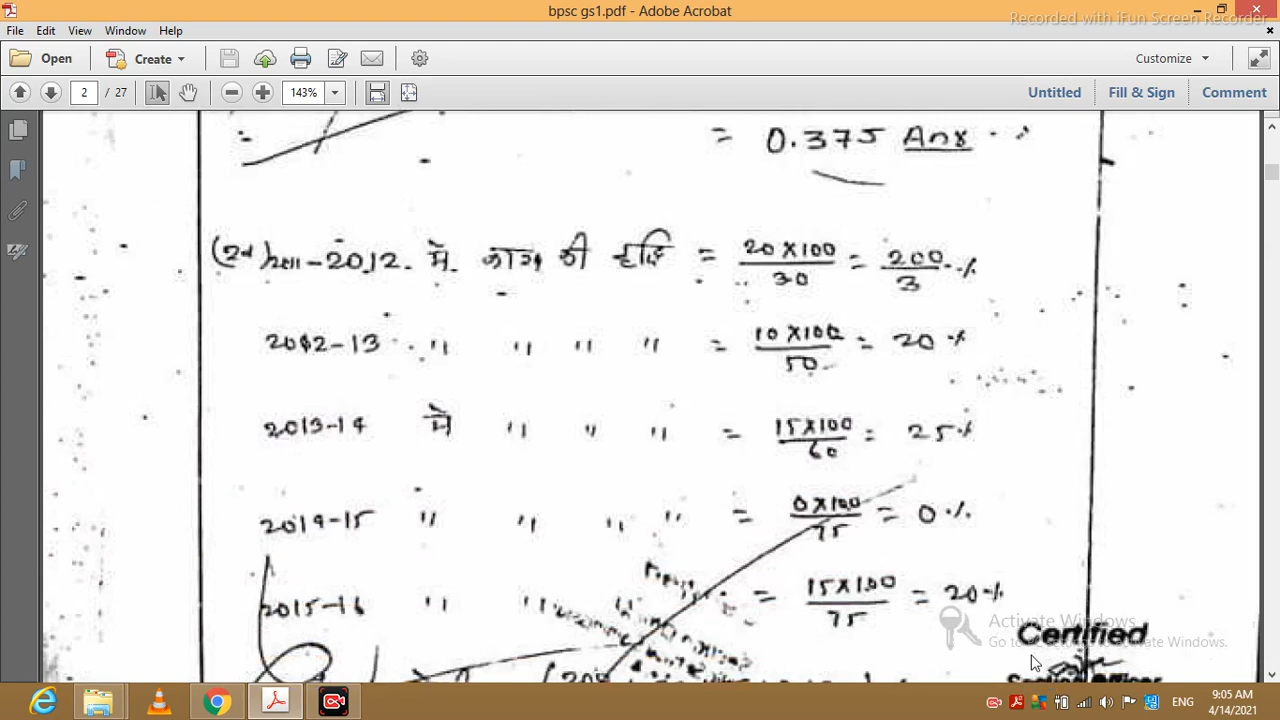 bpsc gs1.pdf - Adobe Acrobat
Recorded with iFun Screen Recorder
File Edit View Window Help
Open Create Customize
2 / 27 143% Untitled Fill & Sign Comment
= 0.375 Ans
2011-2012 में की = 20×100/30 = 200/3 %
2012-13 " " " " = 10×100/50 = 20 %
2013-14 में " " " = 15×100/60 = 25 %
2014-15 " " " " = 0×100/75 = 0 %
2015-16 " " " = 15×100/75 = 20 %
Activate Windows
Certified
Go to Settings to activate Windows.
ENG 9:05 AM
4/14/2021